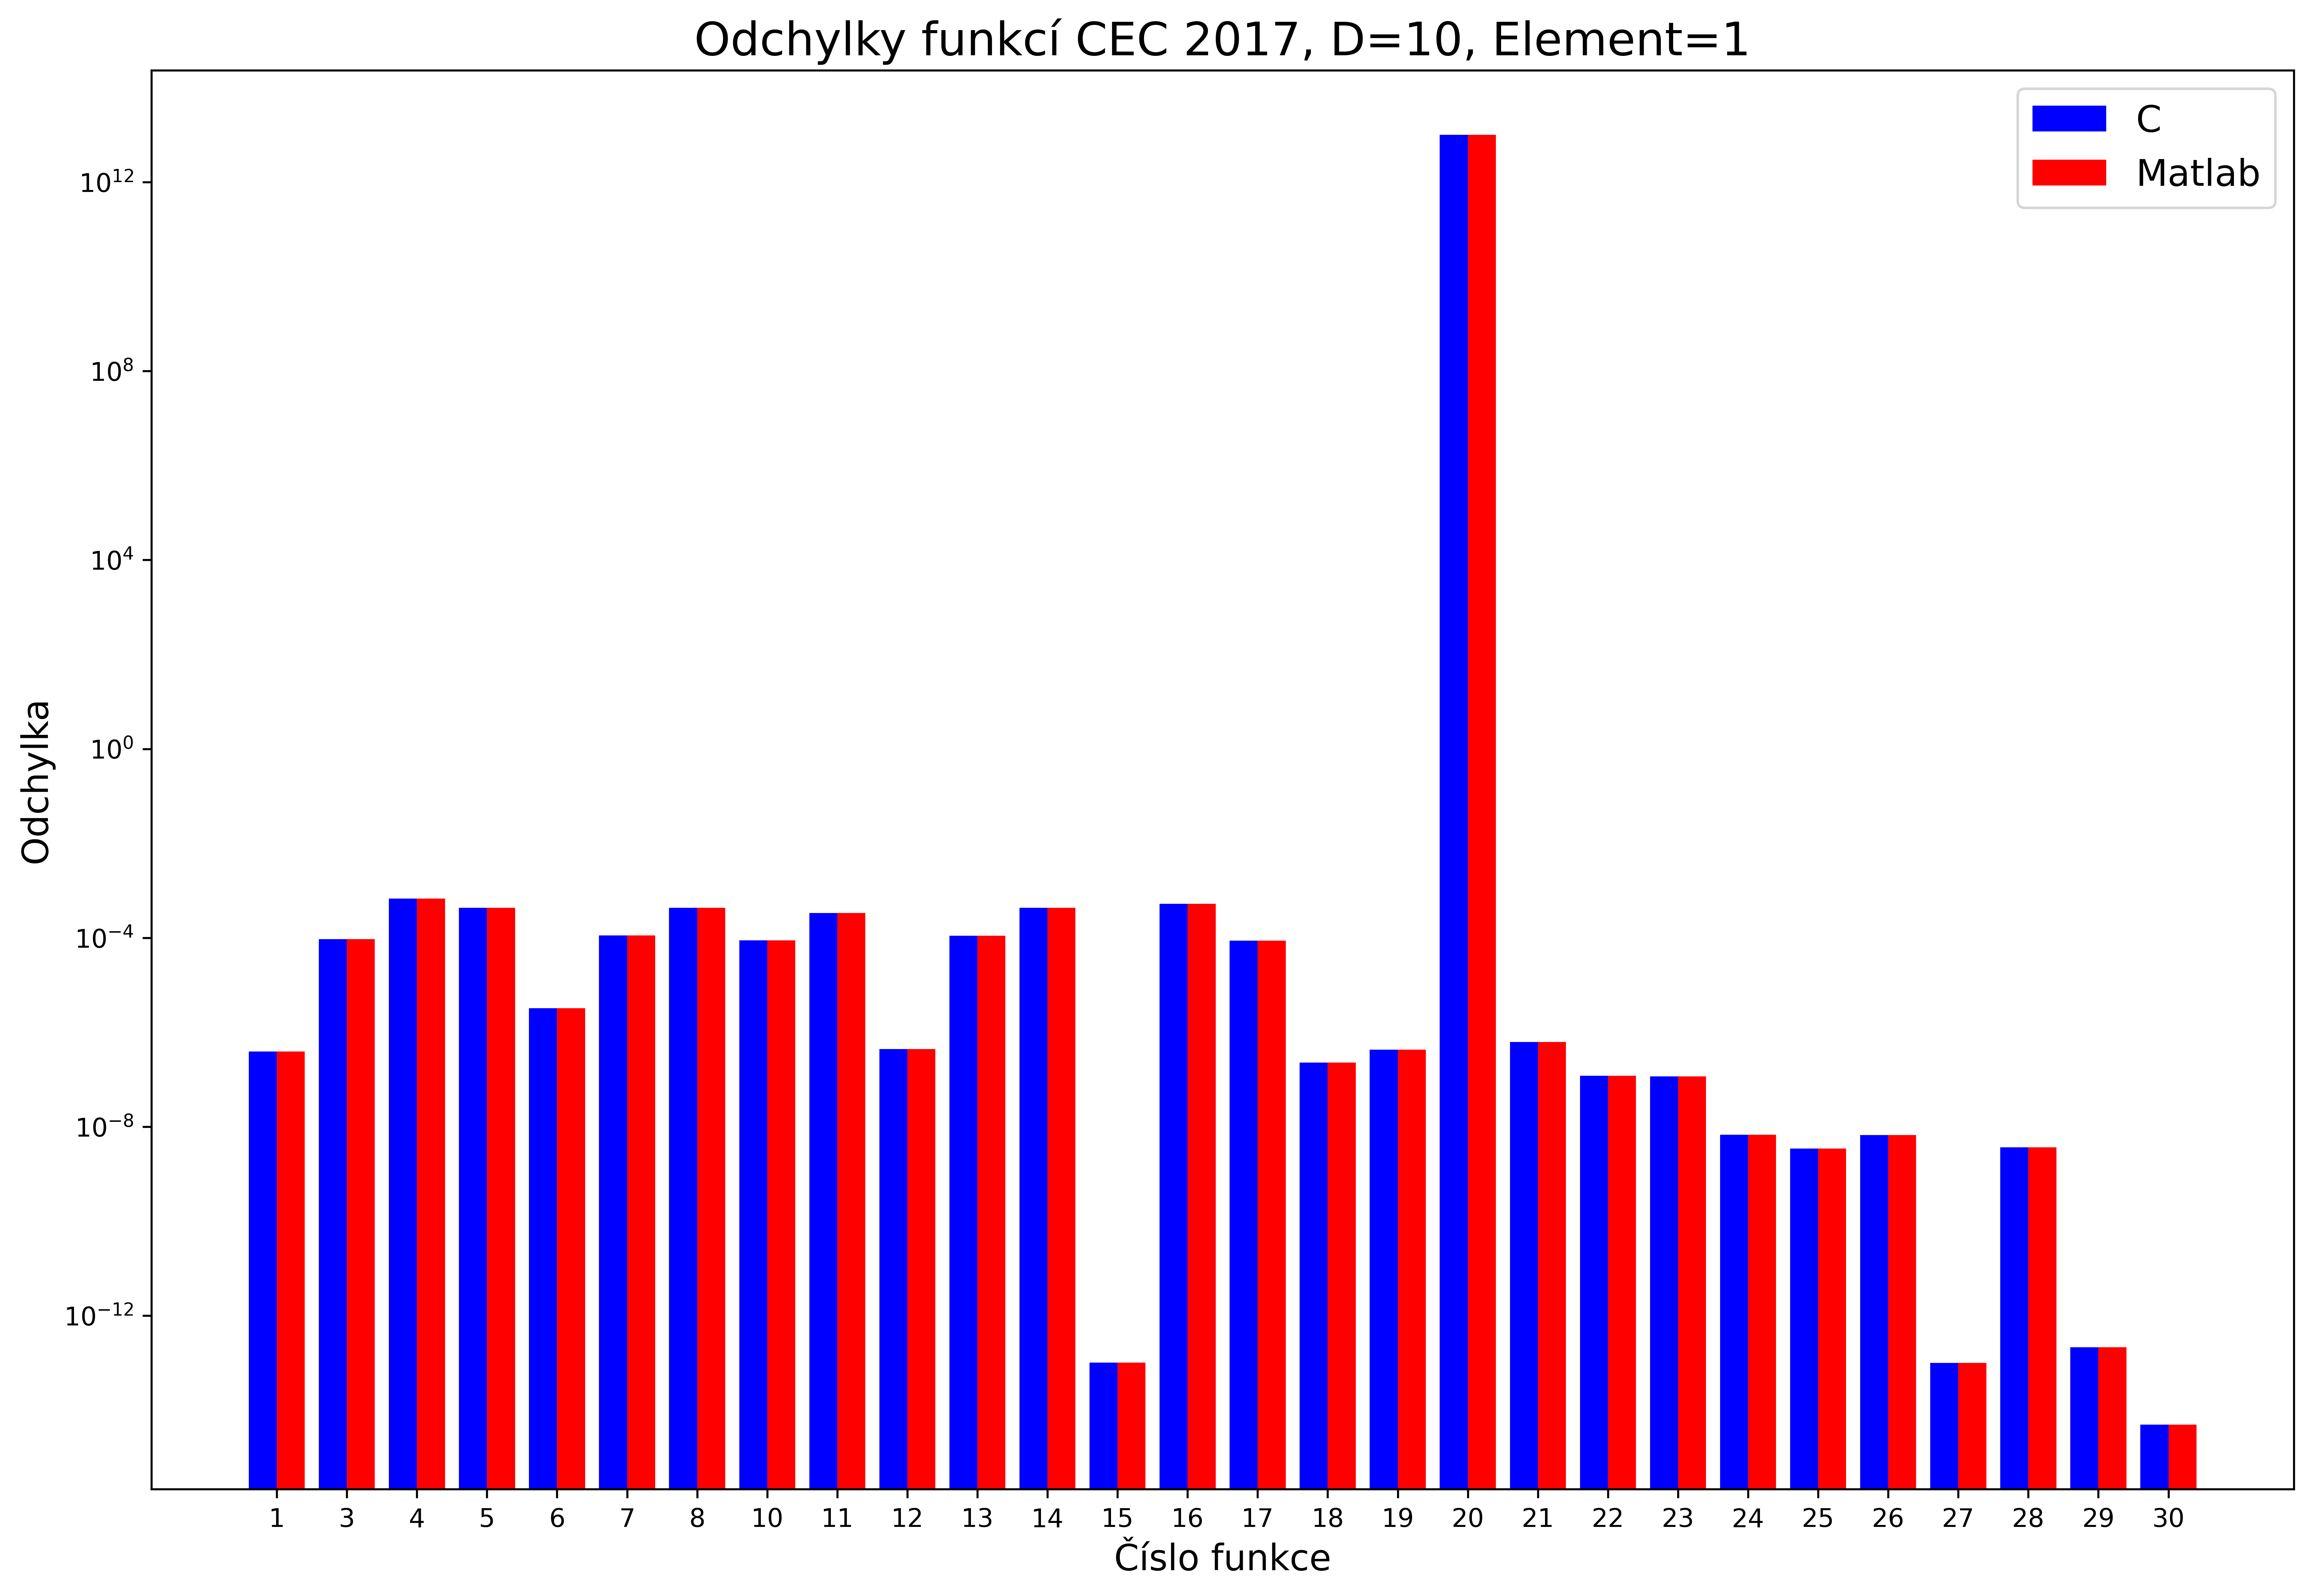 Odchylky funkcí CEC 2017, D=10, Element=1
C
Matlab
10^12
10^8
10^4
10^0
10^−4
10^−8
10^−12
Odchylka
1 3 4 5 6 7 8 10 11 12 13 14 15 16 17 18 19 20 21 22 23 24 25 26 27 28 29 30
Číslo funkce